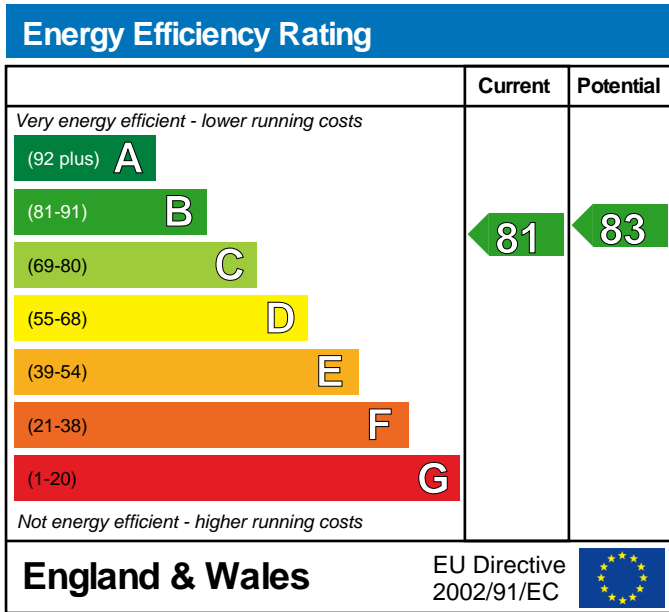 Energy Efficiency Rating
Current Potential
Very energy efficient - lower running costs
(92 plus) A
(81-91) B
81
83
(69-80) C
(55-68) D
(39-54) E
(21-38) F
(1-20) G
Not energy efficient - higher running costs
England & Wales
EU Directive
2002/91/EC